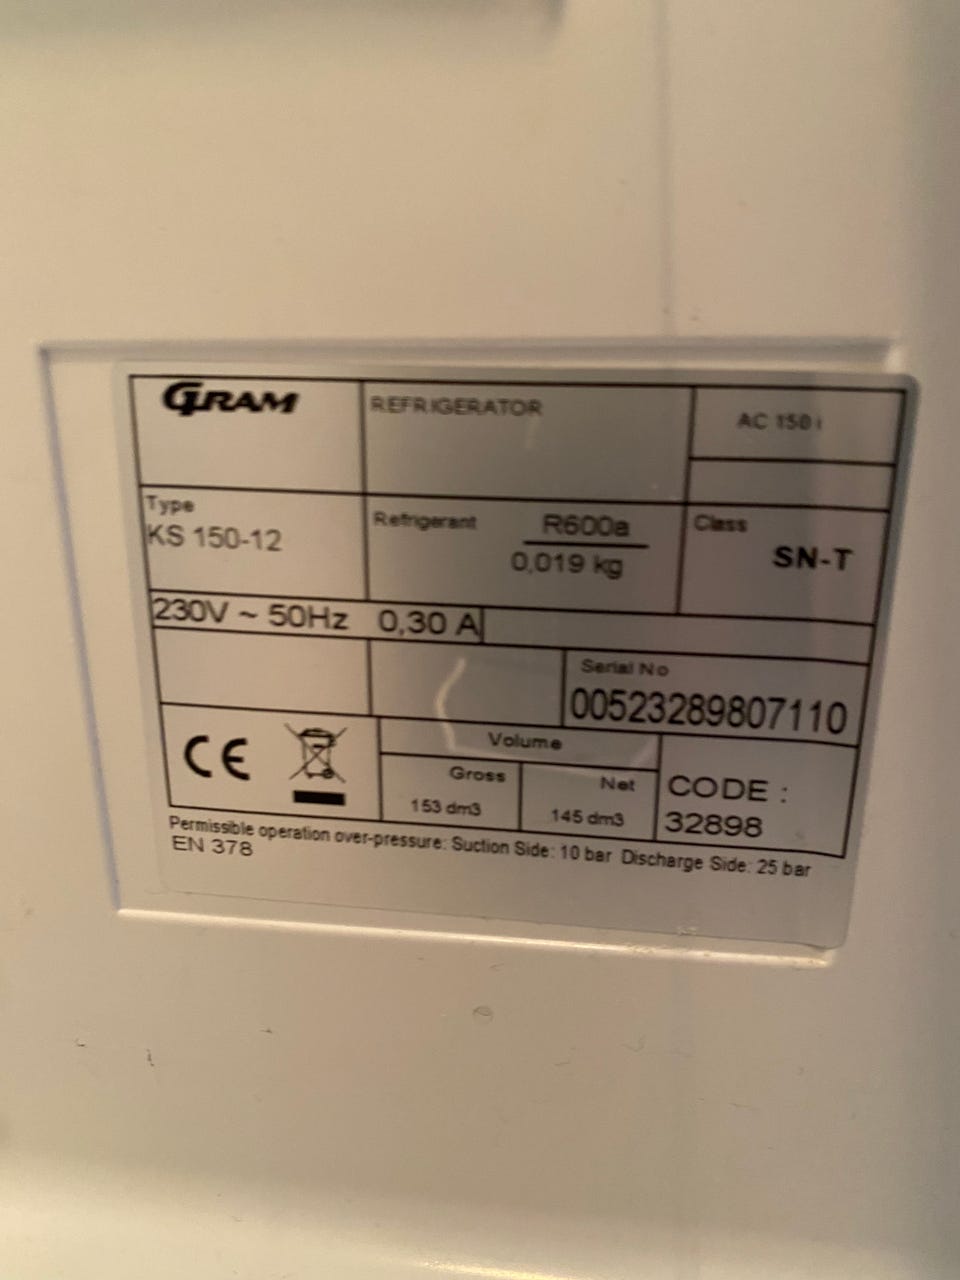 GRAM
REFRIGERATOR
AC 150 i
Type
KS 150-12
Refrigerant
R600a
0,019 kg
Class
SN-T
230V ~ 50Hz 0,30 A
Serial No
00523289807110
CE
Volume
Gross
153 dm3
Net
145 dm3
CODE :
32898
Permissible operation over-pressure: Suction Side: 10 bar Discharge Side: 25 bar
EN 378